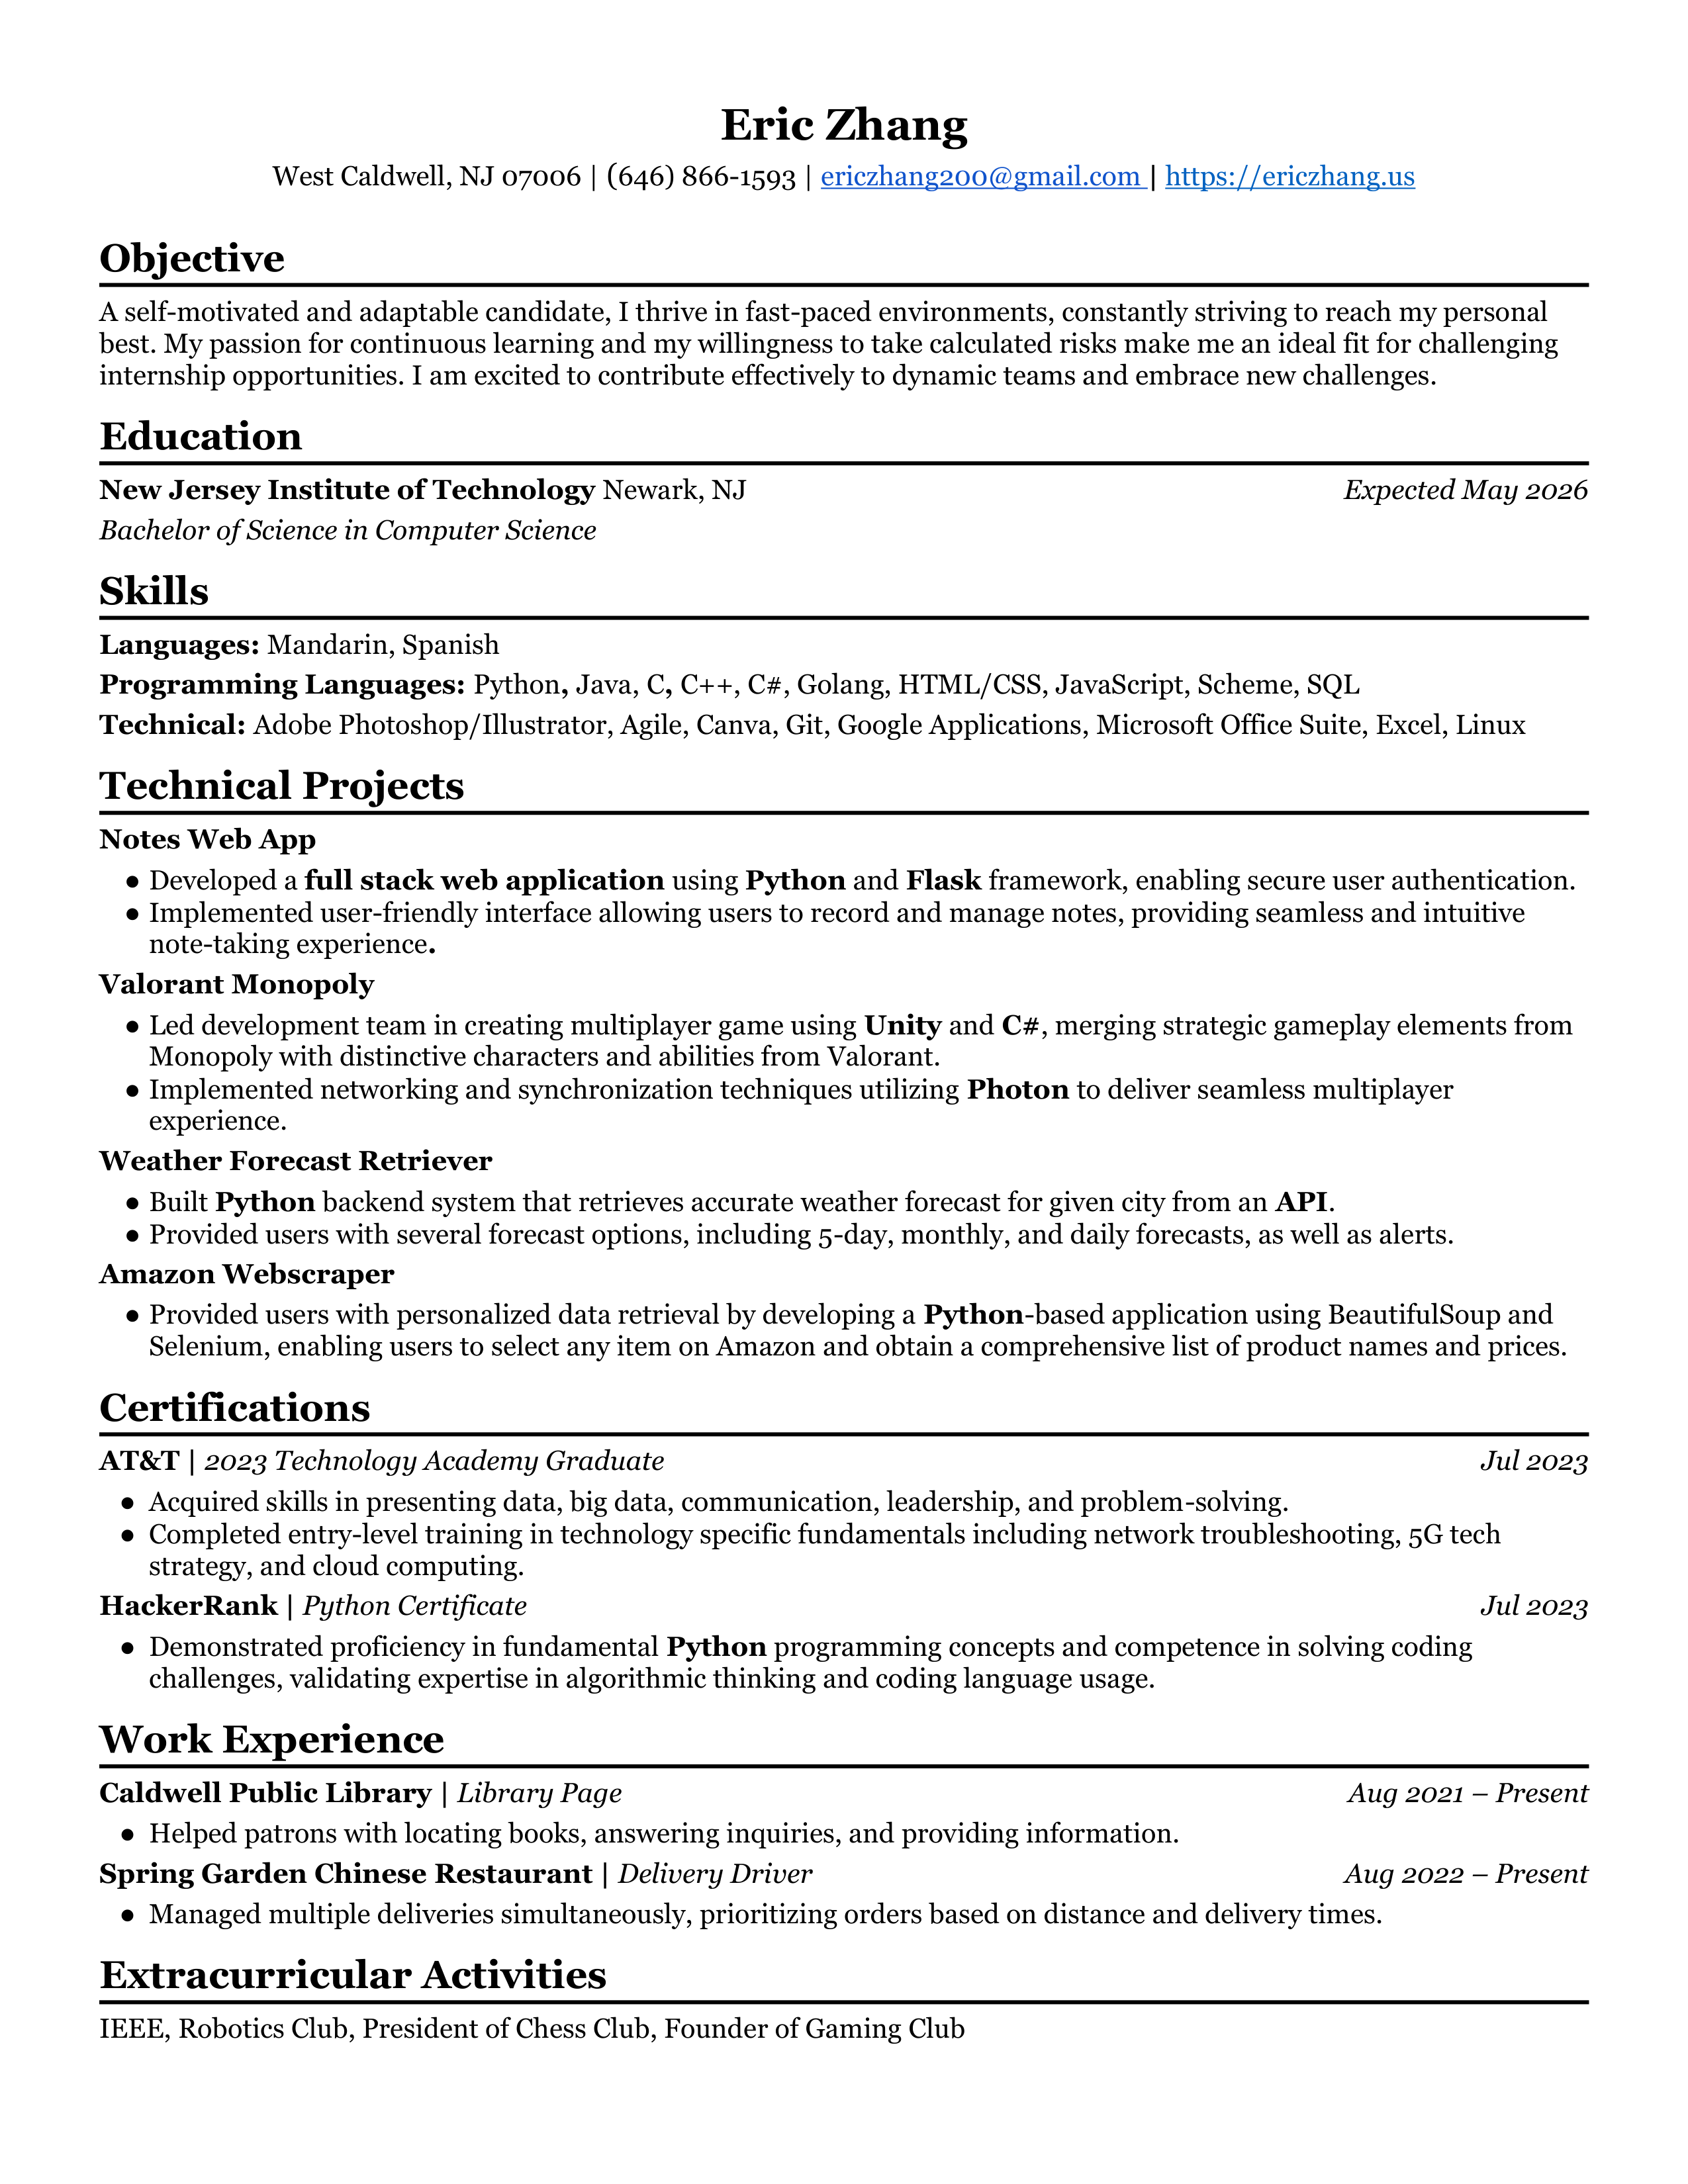 Eric Zhang
West Caldwell, NJ 07006 | (646) 866-1593 | ericzhang200@gmail.com | https://ericzhang.us
Objective
A self-motivated and adaptable candidate, I thrive in fast-paced environments, constantly striving to reach my personal
best. My passion for continuous learning and my willingness to take calculated risks make me an ideal fit for challenging
internship opportunities. I am excited to contribute effectively to dynamic teams and embrace new challenges.
Education
New Jersey Institute of Technology Newark, NJ Expected May 2026
Bachelor of Science in Computer Science
Skills
Languages: Mandarin, Spanish
Programming Languages: Python, Java, C, C++, C#, Golang, HTML/CSS, JavaScript, Scheme, SQL
Technical: Adobe Photoshop/Illustrator, Agile, Canva, Git, Google Applications, Microsoft Office Suite, Excel, Linux
Technical Projects
Notes Web App
● Developed a full stack web application using Python and Flask framework, enabling secure user authentication.
● Implemented user-friendly interface allowing users to record and manage notes, providing seamless and intuitive
note-taking experience.
Valorant Monopoly
● Led development team in creating multiplayer game using Unity and C#, merging strategic gameplay elements from
Monopoly with distinctive characters and abilities from Valorant.
● Implemented networking and synchronization techniques utilizing Photon to deliver seamless multiplayer
experience.
Weather Forecast Retriever
● Built Python backend system that retrieves accurate weather forecast for given city from an API.
● Provided users with several forecast options, including 5-day, monthly, and daily forecasts, as well as alerts.
Amazon Webscraper
● Provided users with personalized data retrieval by developing a Python-based application using BeautifulSoup and
Selenium, enabling users to select any item on Amazon and obtain a comprehensive list of product names and prices.
Certifications
AT&T | 2023 Technology Academy Graduate Jul 2023
● Acquired skills in presenting data, big data, communication, leadership, and problem-solving.
● Completed entry-level training in technology specific fundamentals including network troubleshooting, 5G tech
strategy, and cloud computing.
HackerRank | Python Certificate Jul 2023
● Demonstrated proficiency in fundamental Python programming concepts and competence in solving coding
challenges, validating expertise in algorithmic thinking and coding language usage.
Work Experience
Caldwell Public Library | Library Page Aug 2021 – Present
● Helped patrons with locating books, answering inquiries, and providing information.
Spring Garden Chinese Restaurant | Delivery Driver Aug 2022 – Present
● Managed multiple deliveries simultaneously, prioritizing orders based on distance and delivery times.
Extracurricular Activities
IEEE, Robotics Club, President of Chess Club, Founder of Gaming Club